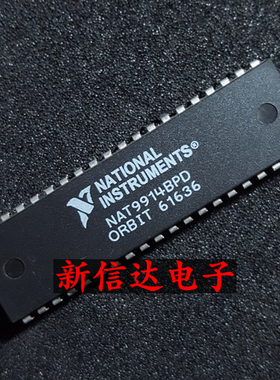 NATIONAL
INSTRUMENTS®
NAT9914BPD
ORBIT 61636
新信达电子